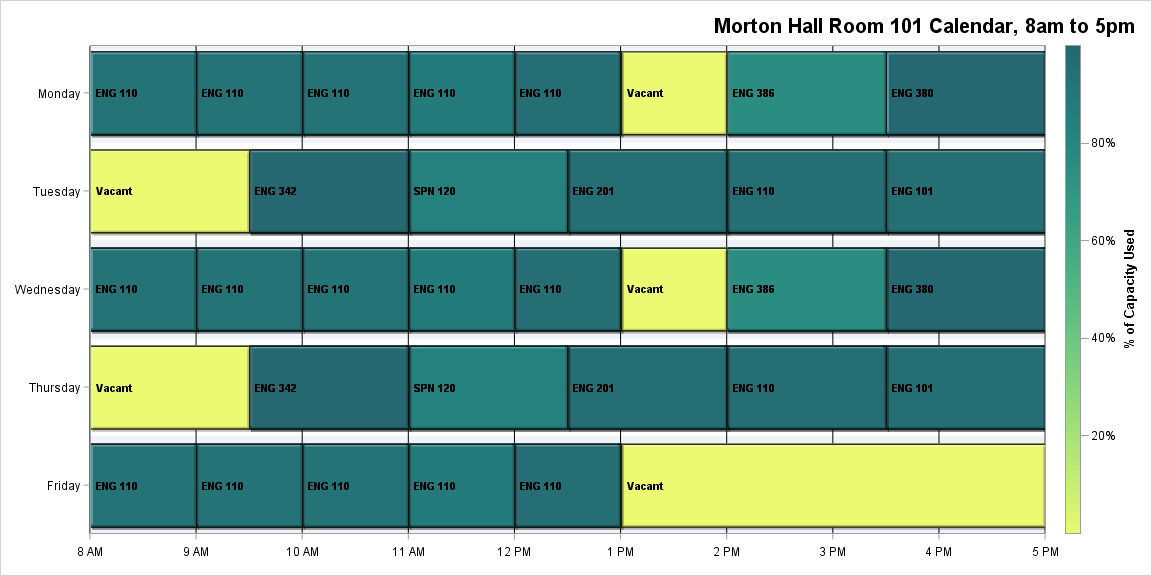 Morton Hall Room 101 Calendar, 8am to 5pm
Monday ENG 110 ENG 110 ENG 110 ENG 110 ENG 110 Vacant ENG 386 ENG 380
80%
Tuesday Vacant ENG 342 SPN 120 ENG 201 ENG 110 ENG 101
60%
% of Capacity Used
Wednesday ENG 110 ENG 110 ENG 110 ENG 110 ENG 110 Vacant ENG 386 ENG 380
40%
Thursday Vacant ENG 342 SPN 120 ENG 201 ENG 110 ENG 101
20%
Friday ENG 110 ENG 110 ENG 110 ENG 110 ENG 110 Vacant
8 AM 9 AM 10 AM 11 AM 12 PM 1 PM 2 PM 3 PM 4 PM 5 PM